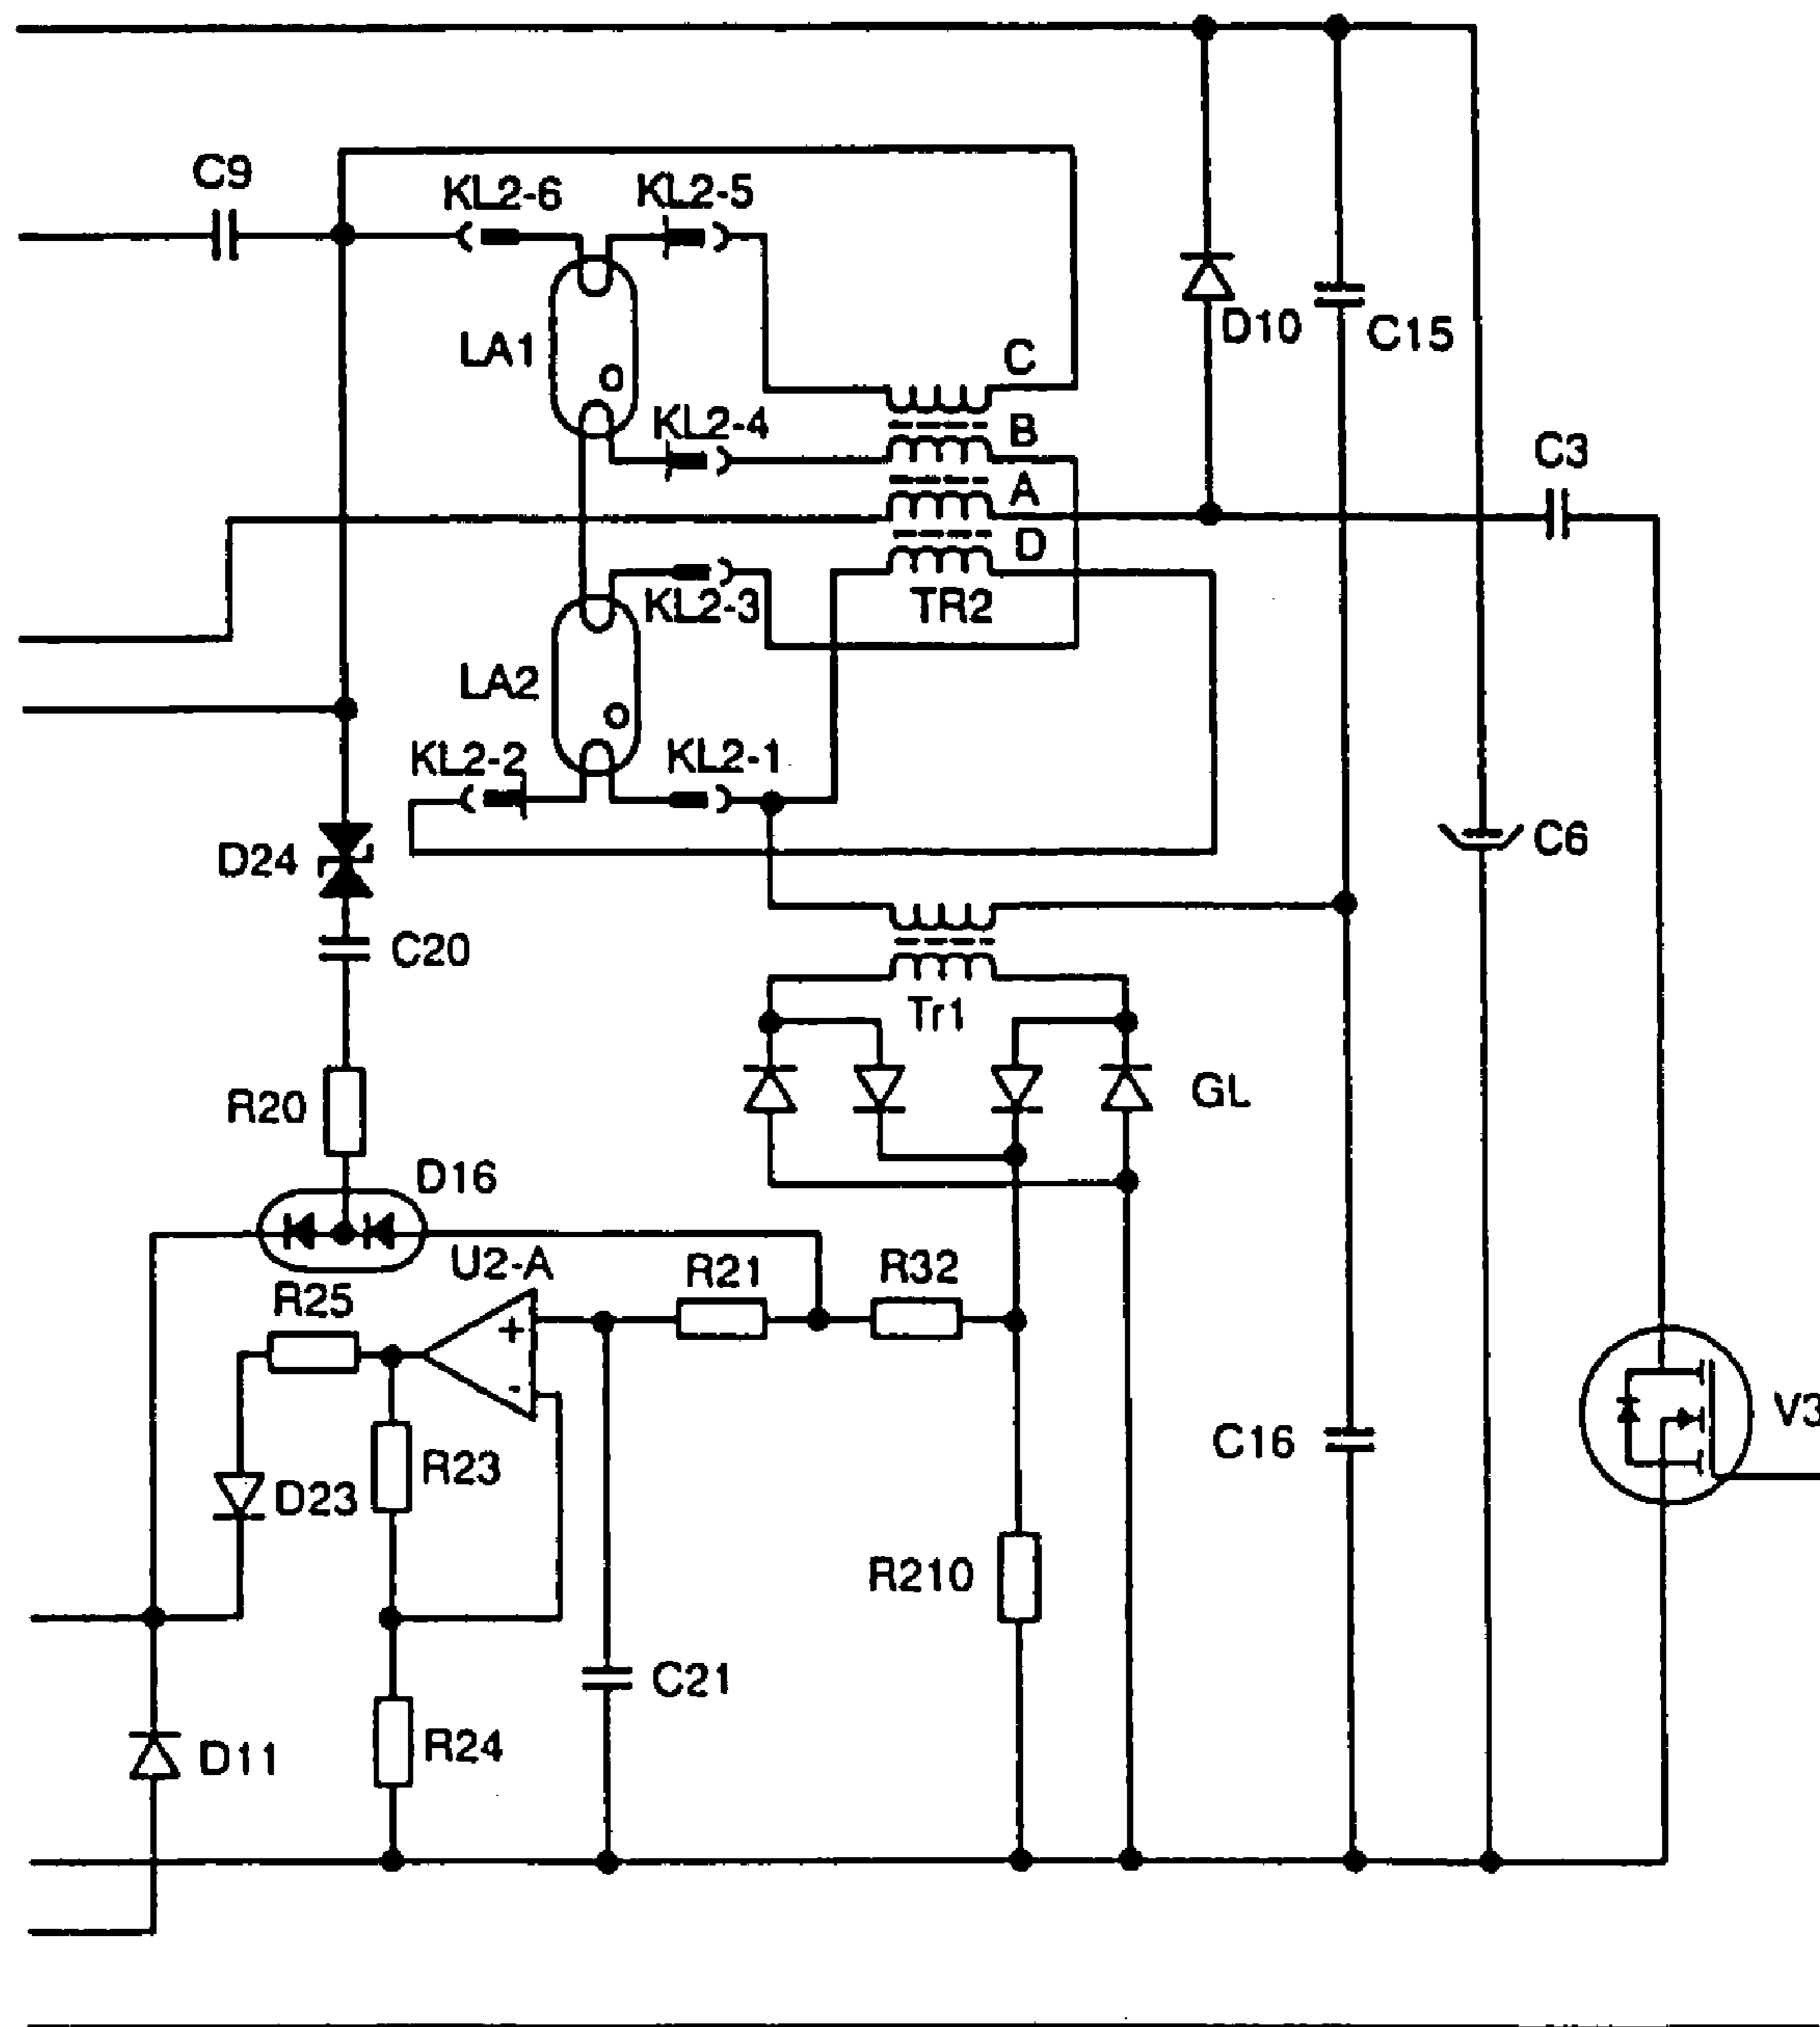 C9
KL2-6
KL2-5
D10
C15
LA1
C
KL2-4
B
C3
A
D
KL2-3
TR2
LA2
KL2-2
KL2-1
D24
C6
C20
Tr1
GL
R20
D16
U2-A
R21
R32
R25
+
-
C16
V3
R23
D23
R210
C21
R24
D11